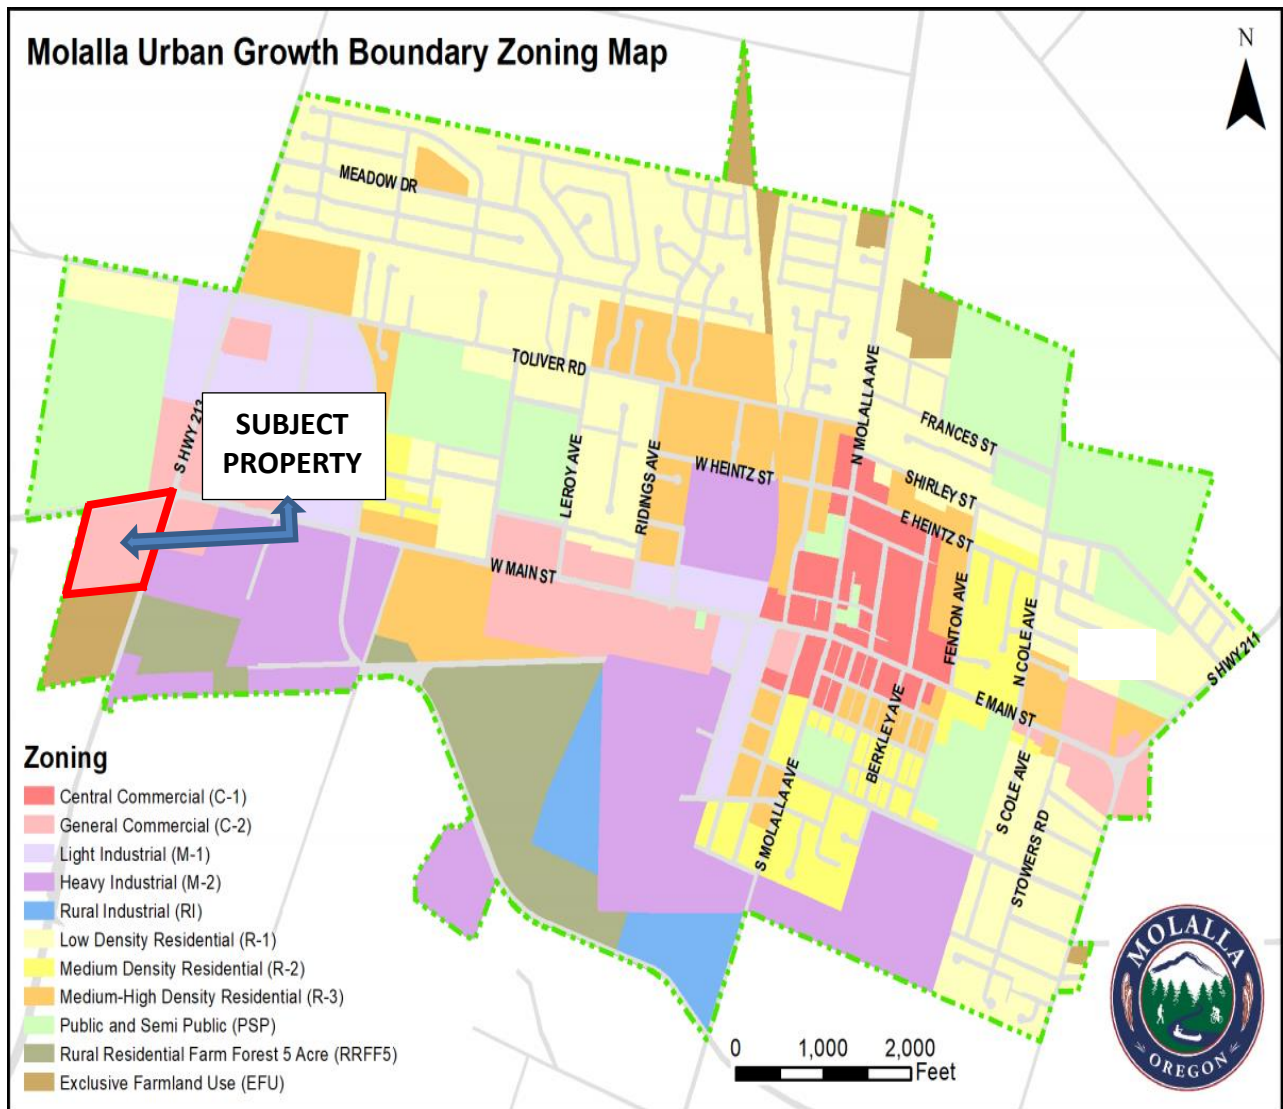 Molalla Urban Growth Boundary Zoning Map
N
MEADOW DR
TOLIVER RD
S HWY 213
SUBJECT
PROPERTY
LEROY AVE
RIDINGS AVE
W HEINTZ ST
N MOLALLA AVE
FRANCES ST
SHIRLEY ST
E HEINTZ ST
W MAIN ST
FENTON AVE
N COLE AVE
S HWY 211
E MAIN ST
BERKLEY AVE
S MOLALLA AVE
S COLE AVE
STOWERS RD
Zoning
Central Commercial (C-1)
General Commercial (C-2)
Light Industrial (M-1)
Heavy Industrial (M-2)
Rural Industrial (RI)
Low Density Residential (R-1)
Medium Density Residential (R-2)
Medium-High Density Residential (R-3)
Public and Semi Public (PSP)
Rural Residential Farm Forest 5 Acre (RRFF5)
Exclusive Farmland Use (EFU)
0 1,000 2,000
Feet
MOLALLA
OREGON